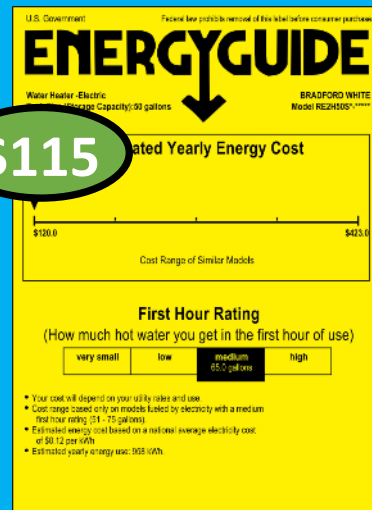 U.S. Government Federal law prohibits removal of this label before consumer purchase
ENERGYGUIDE
Water Heater -Electric BRADFORD WHITE
(Storage Capacity):50 gallons Model RE2H50S*-*****
$115
ated Yearly Energy Cost
$120.0 $423.0
Cost Range of Similar Models
First Hour Rating
(How much hot water you get in the first hour of use)
very small low medium high
65.0 gallons
• Your cost will depend on your utility rates and use.
• Cost range based only on models fueled by electricity with a medium
first hour rating (51 - 75 gallons).
• Estimated energy cost based on a national average electricity cost
of $0.12 per kWh
• Estimated yearly energy use: 958 kWh.